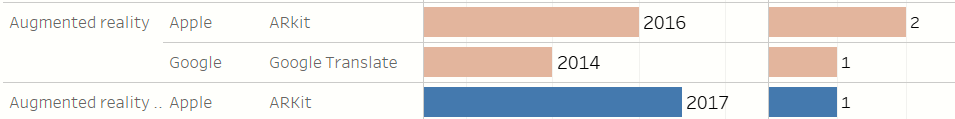 Augmented reality Apple ARkit 2016 2
Google Google Translate 2014 1
Augmented reality .. Apple ARKit 2017 1